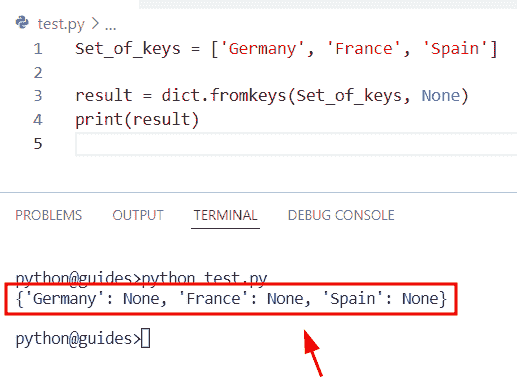 test.py > ...
1 Set_of_keys = ['Germany', 'France', 'Spain']
2
3 result = dict.fromkeys(Set_of_keys, None)
4 print(result)
5
PROBLEMS OUTPUT TERMINAL DEBUG CONSOLE
python@guides>python test.py
{'Germany': None, 'France': None, 'Spain': None}
python@guides>